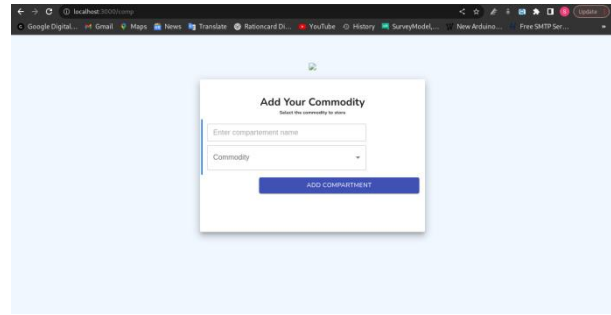 localhost:3000/comp
Update
Google Digital... Gmail Maps News Translate Rationcard Di... YouTube History SurveyModel,... New Arduino... Free SMTP Ser...
Add Your Commodity
Select the commodity to store
Enter compartement name
Commodity
ADD COMPARTMENT